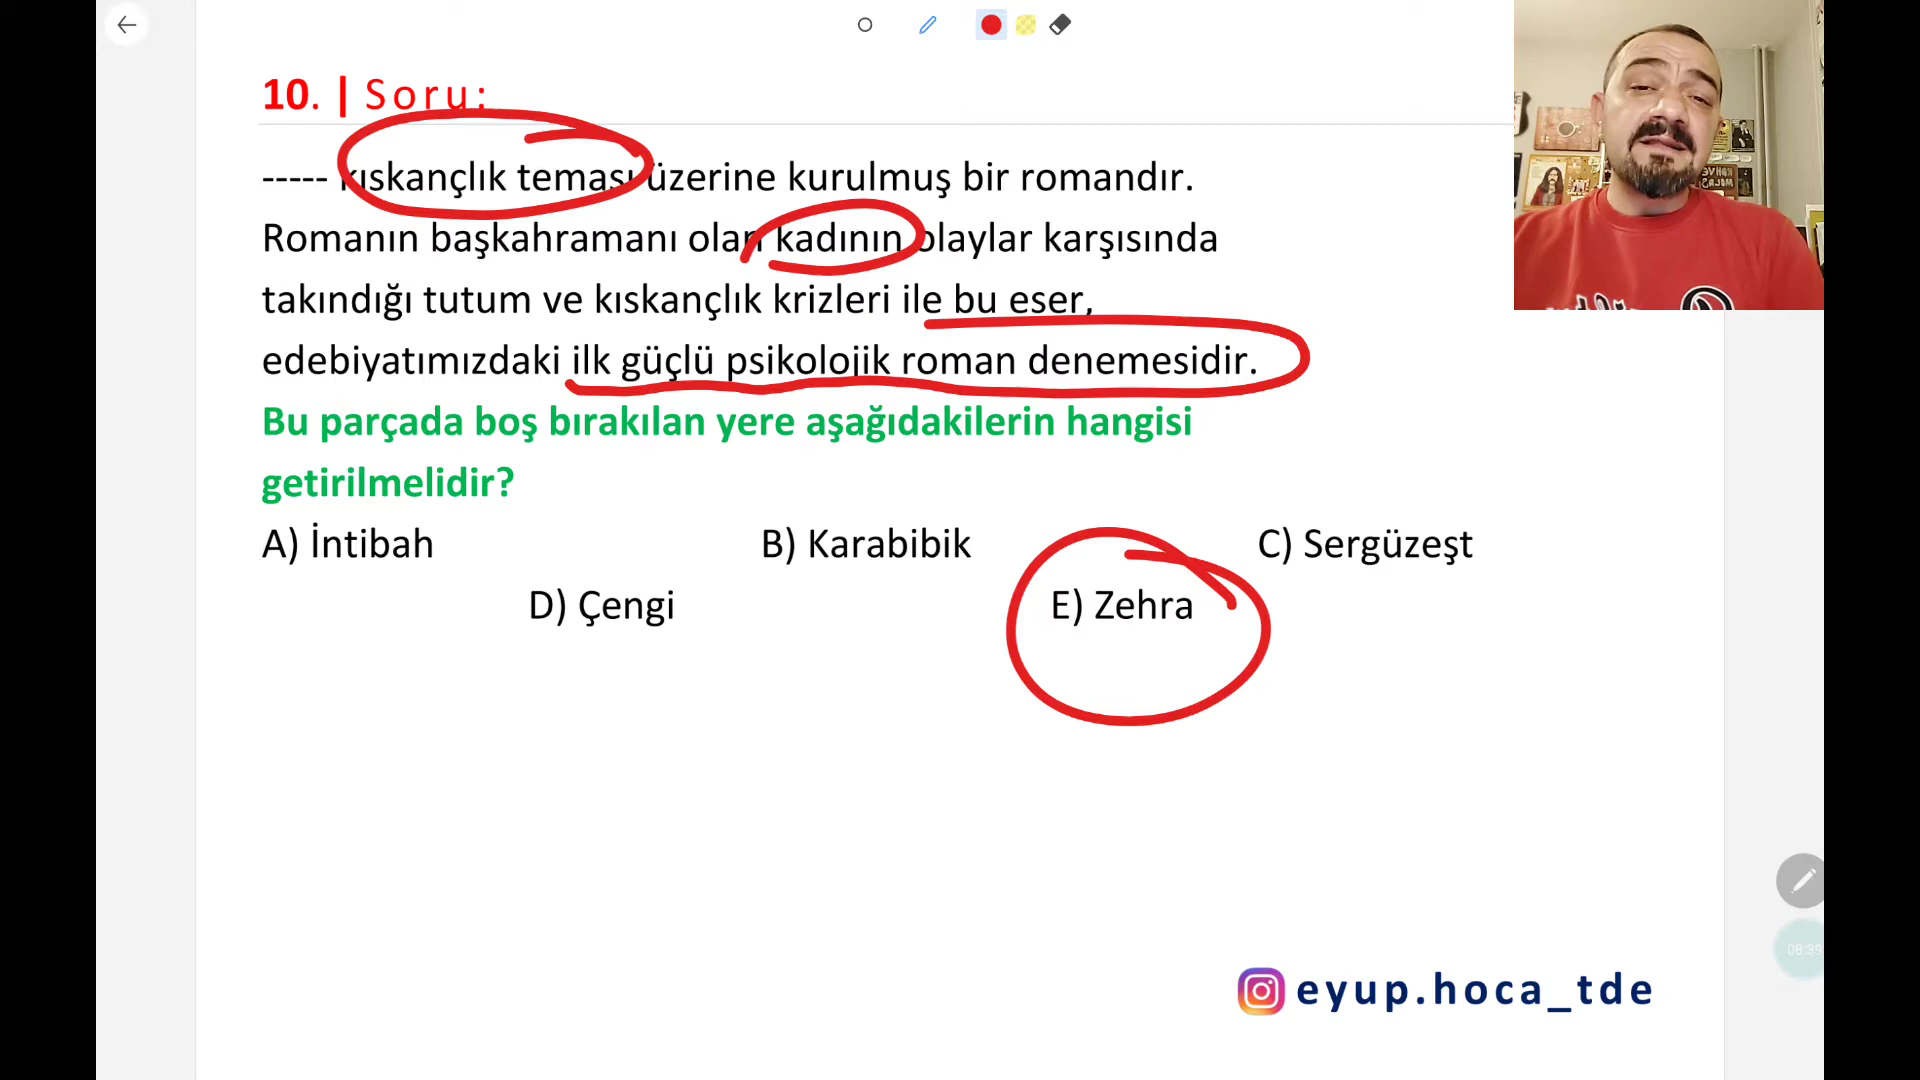 10. | Soru:
----- kıskançlık teması üzerine kurulmuş bir romandır.
Romanın başkahramanı olan kadının olaylar karşısında
takındığı tutum ve kıskançlık krizleri ile bu eser,
edebiyatımızdaki ilk güçlü psikolojik roman denemesidir.
Bu parçada boş bırakılan yere aşağıdakilerin hangisi
getirilmelidir?
A) İntibah B) Karabibik C) Sergüzeşt
D) Çengi E) Zehra
08:39
eyup.hoca_tde